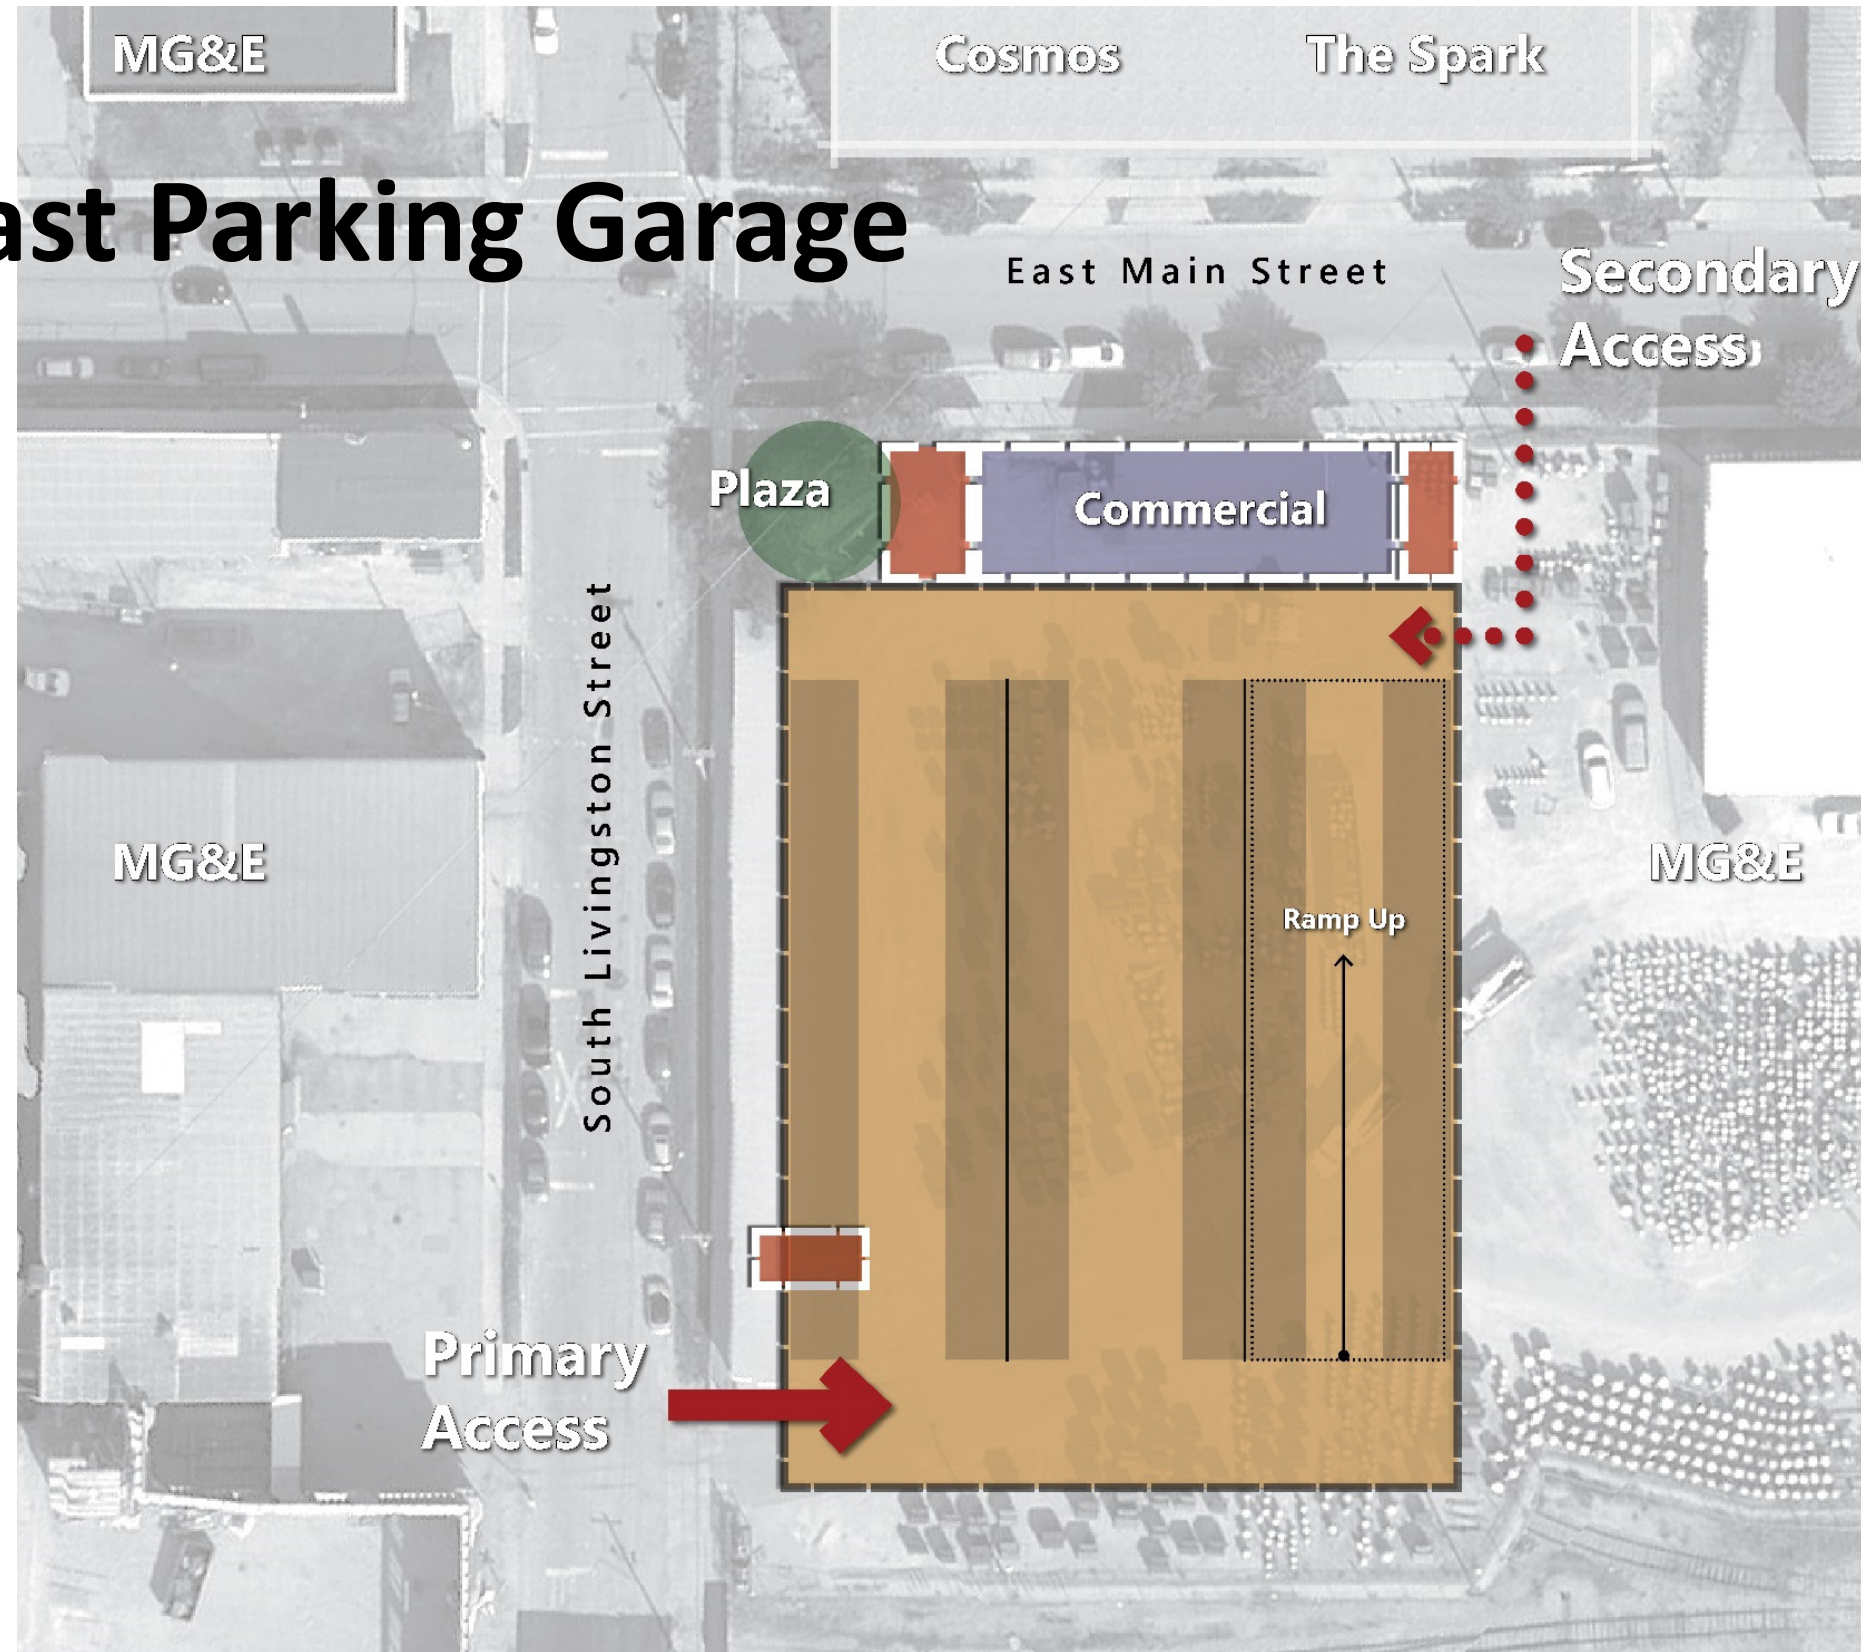 MG&E
Cosmos
The Spark
ast Parking Garage
East Main Street
Secondary
Access
Plaza
Commercial
South Livingston Street
MG&E
MG&E
Ramp Up
Primary
Access